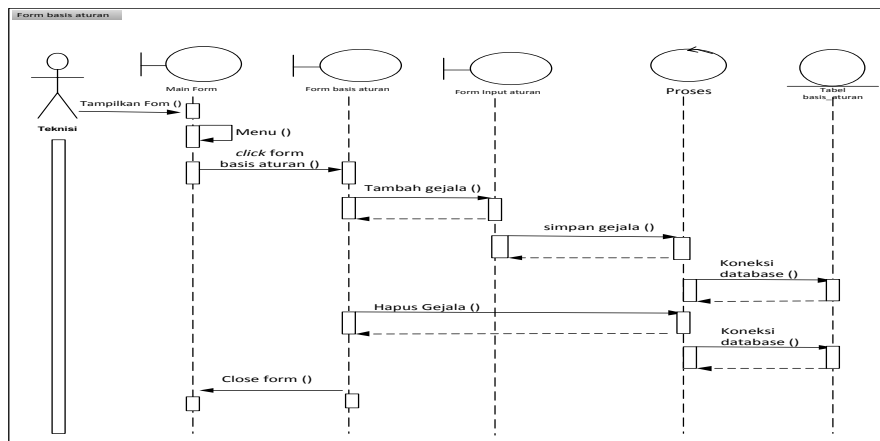 Form basis aturan
Main Form
Form basis aturan
Form Input aturan
Proses
Tabel
basis_aturan
Teknisi
Tampilkan Fom ()
Menu ()
click form
basis aturan ()
Tambah gejala ()
simpan gejala ()
Koneksi
database ()
Hapus Gejala ()
Koneksi
database ()
Close form ()